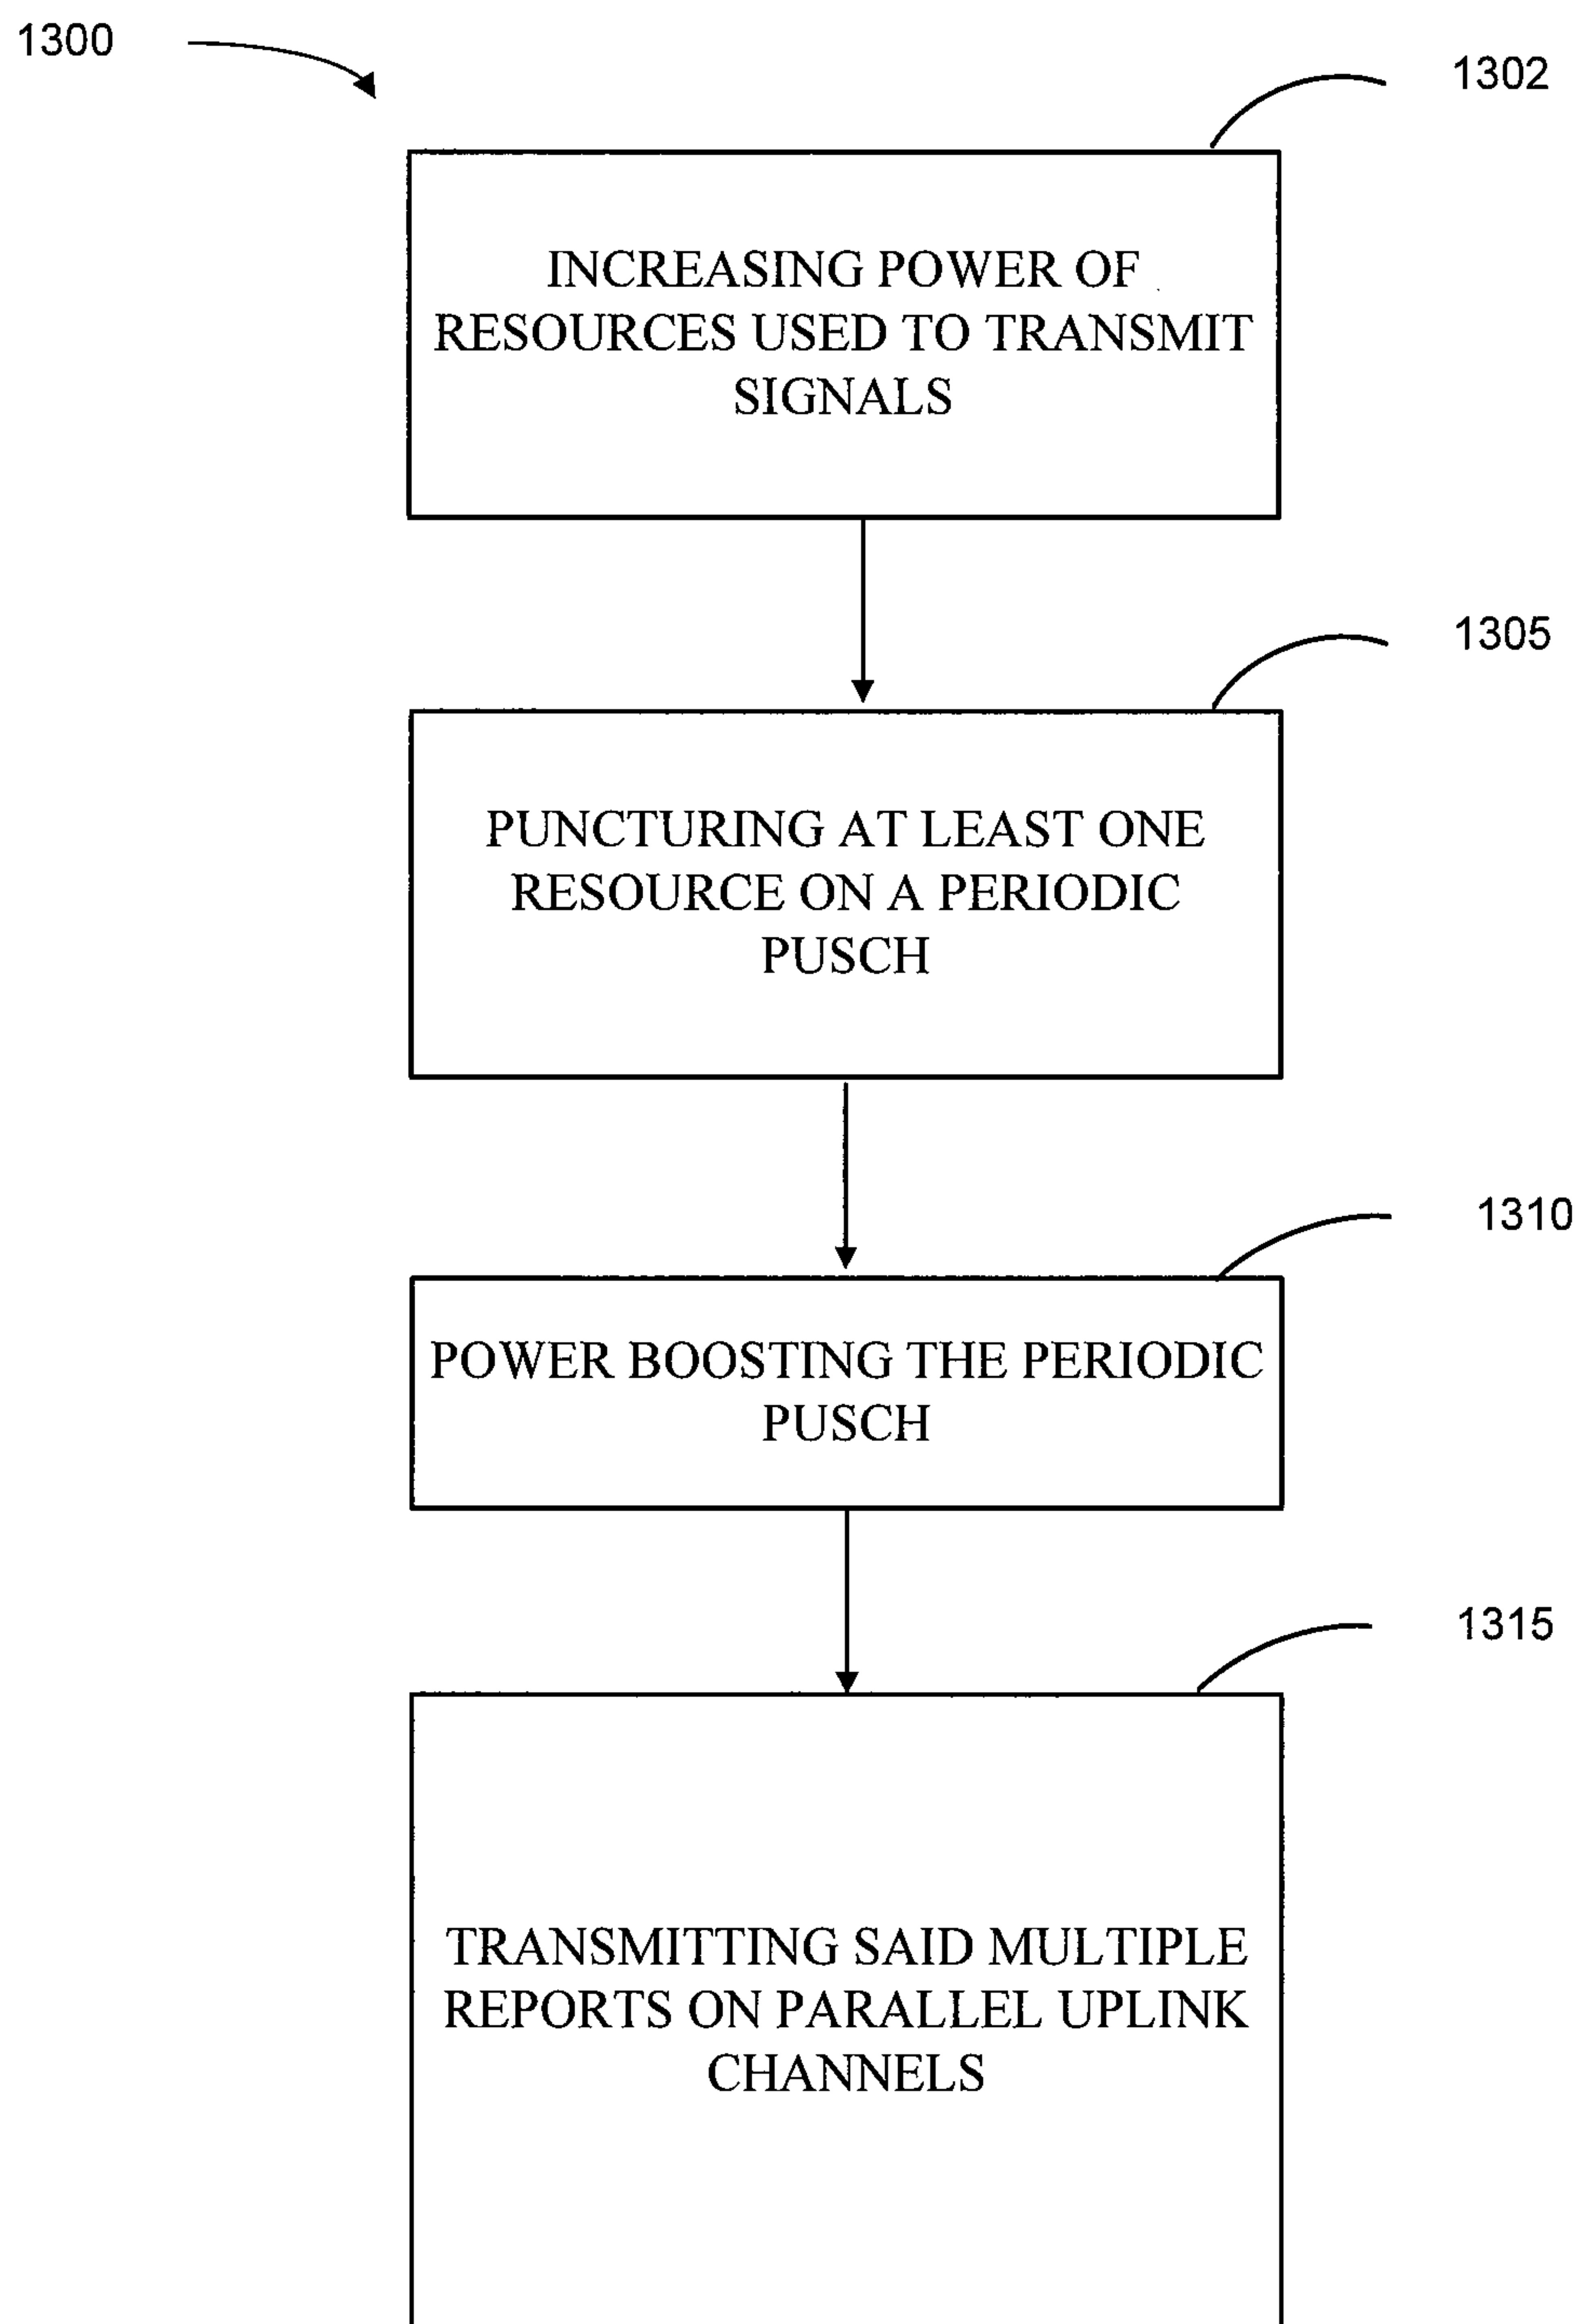 1300
1302
INCREASING POWER OF
RESOURCES USED TO TRANSMIT
SIGNALS
1305
PUNCTURING AT LEAST ONE
RESOURCE ON A PERIODIC
PUSCH
1310
POWER BOOSTING THE PERIODIC
PUSCH
1315
TRANSMITTING SAID MULTIPLE
REPORTS ON PARALLEL UPLINK
CHANNELS